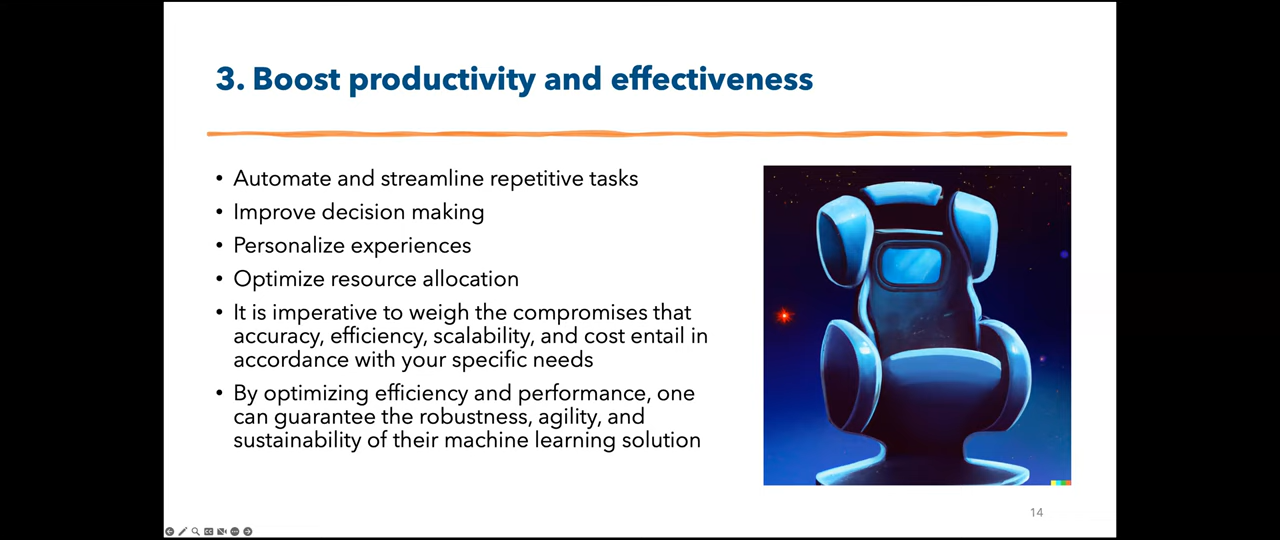 3. Boost productivity and effectiveness
• Automate and streamline repetitive tasks
• Improve decision making
• Personalize experiences
• Optimize resource allocation
• It is imperative to weigh the compromises that
accuracy, efficiency, scalability, and cost entail in
accordance with your specific needs
• By optimizing efficiency and performance, one
can guarantee the robustness, agility, and
sustainability of their machine learning solution
14